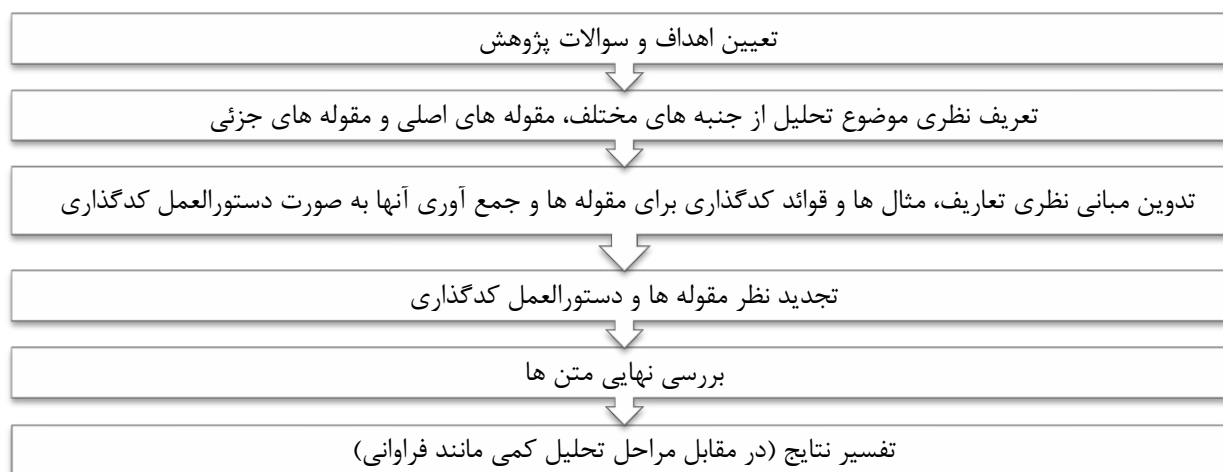 تعیین اهداف و سوالات پژوهش
تعریف نظری موضوع تحلیل از جنبه های مختلف، مقوله های اصلی و مقوله های جزئی
تدوین مبانی نظری تعاریف، مثال ها و قوائد کدگذاری برای مقوله ها و جمع آوری آنها به صورت دستورالعمل کدگذاری
تجدید نظر مقوله ها و دستورالعمل کدگذاری
بررسی نهایی متن ها
تفسیر نتایج (در مقابل مراحل تحلیل کمی مانند فراوانی)